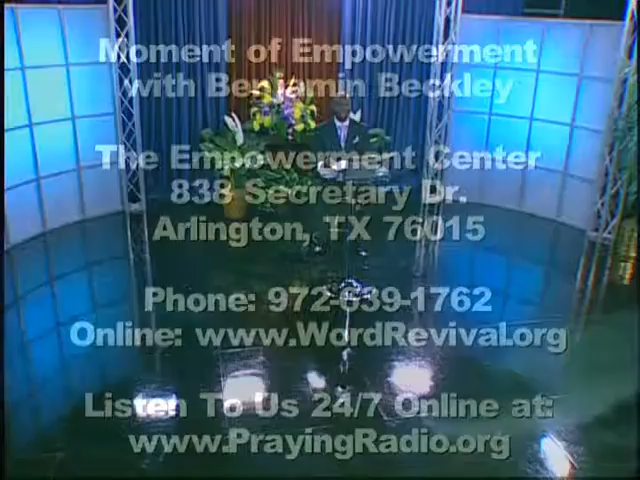 Moment of Empowerment
with Benjamin Beckley
The Empowerment Center
838 Secretary Dr.
Arlington, TX 76015
Phone: 972-639-1762
Online: www.WordRevival.org
Listen To Us 24/7 Online at:
www.PrayingRadio.org